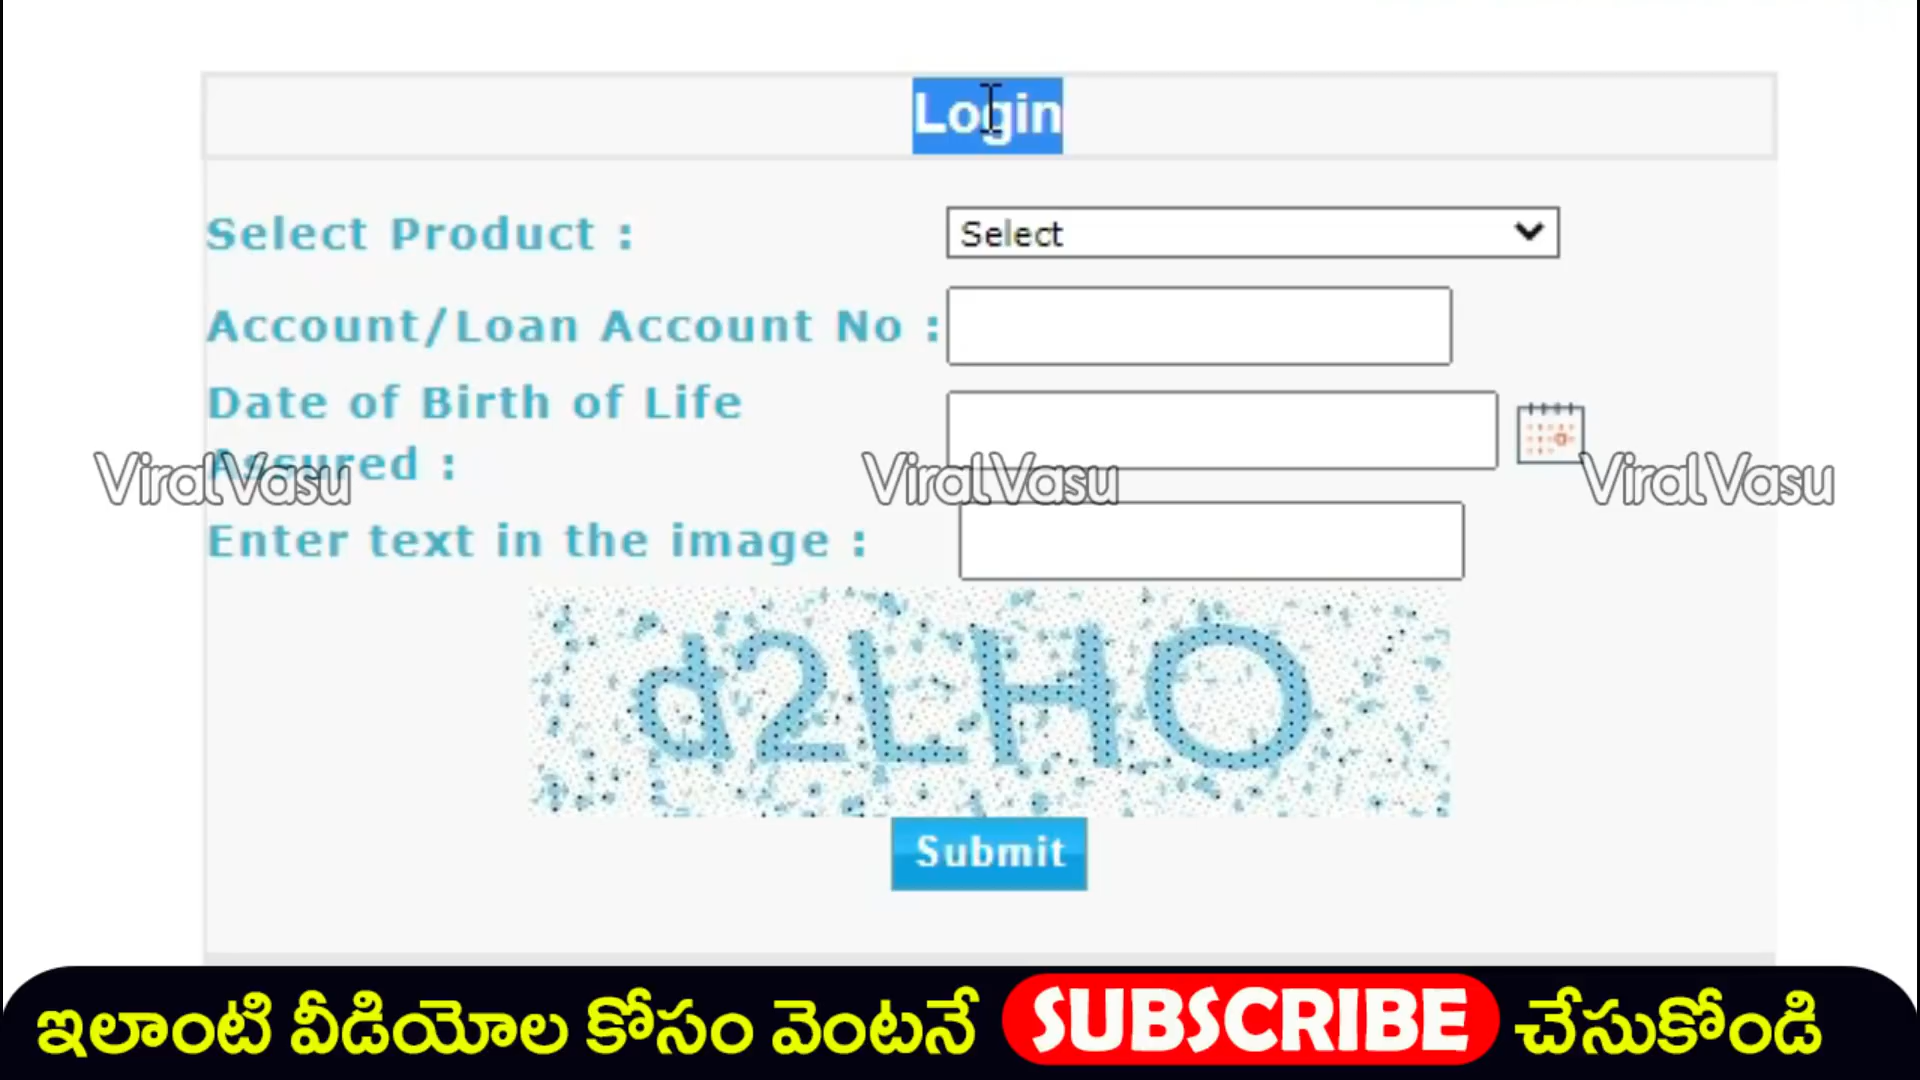 Login
Select Product :
Select
Account/Loan Account No :
Date of Birth of Life
Assured :
ViralVasu
ViralVasu
ViralVasu
Enter text in the image :
d2LHO
Submit
ఇలాంటి వీడియోల కోసం వెంటనే SUBSCRIBE చేసుకోండి